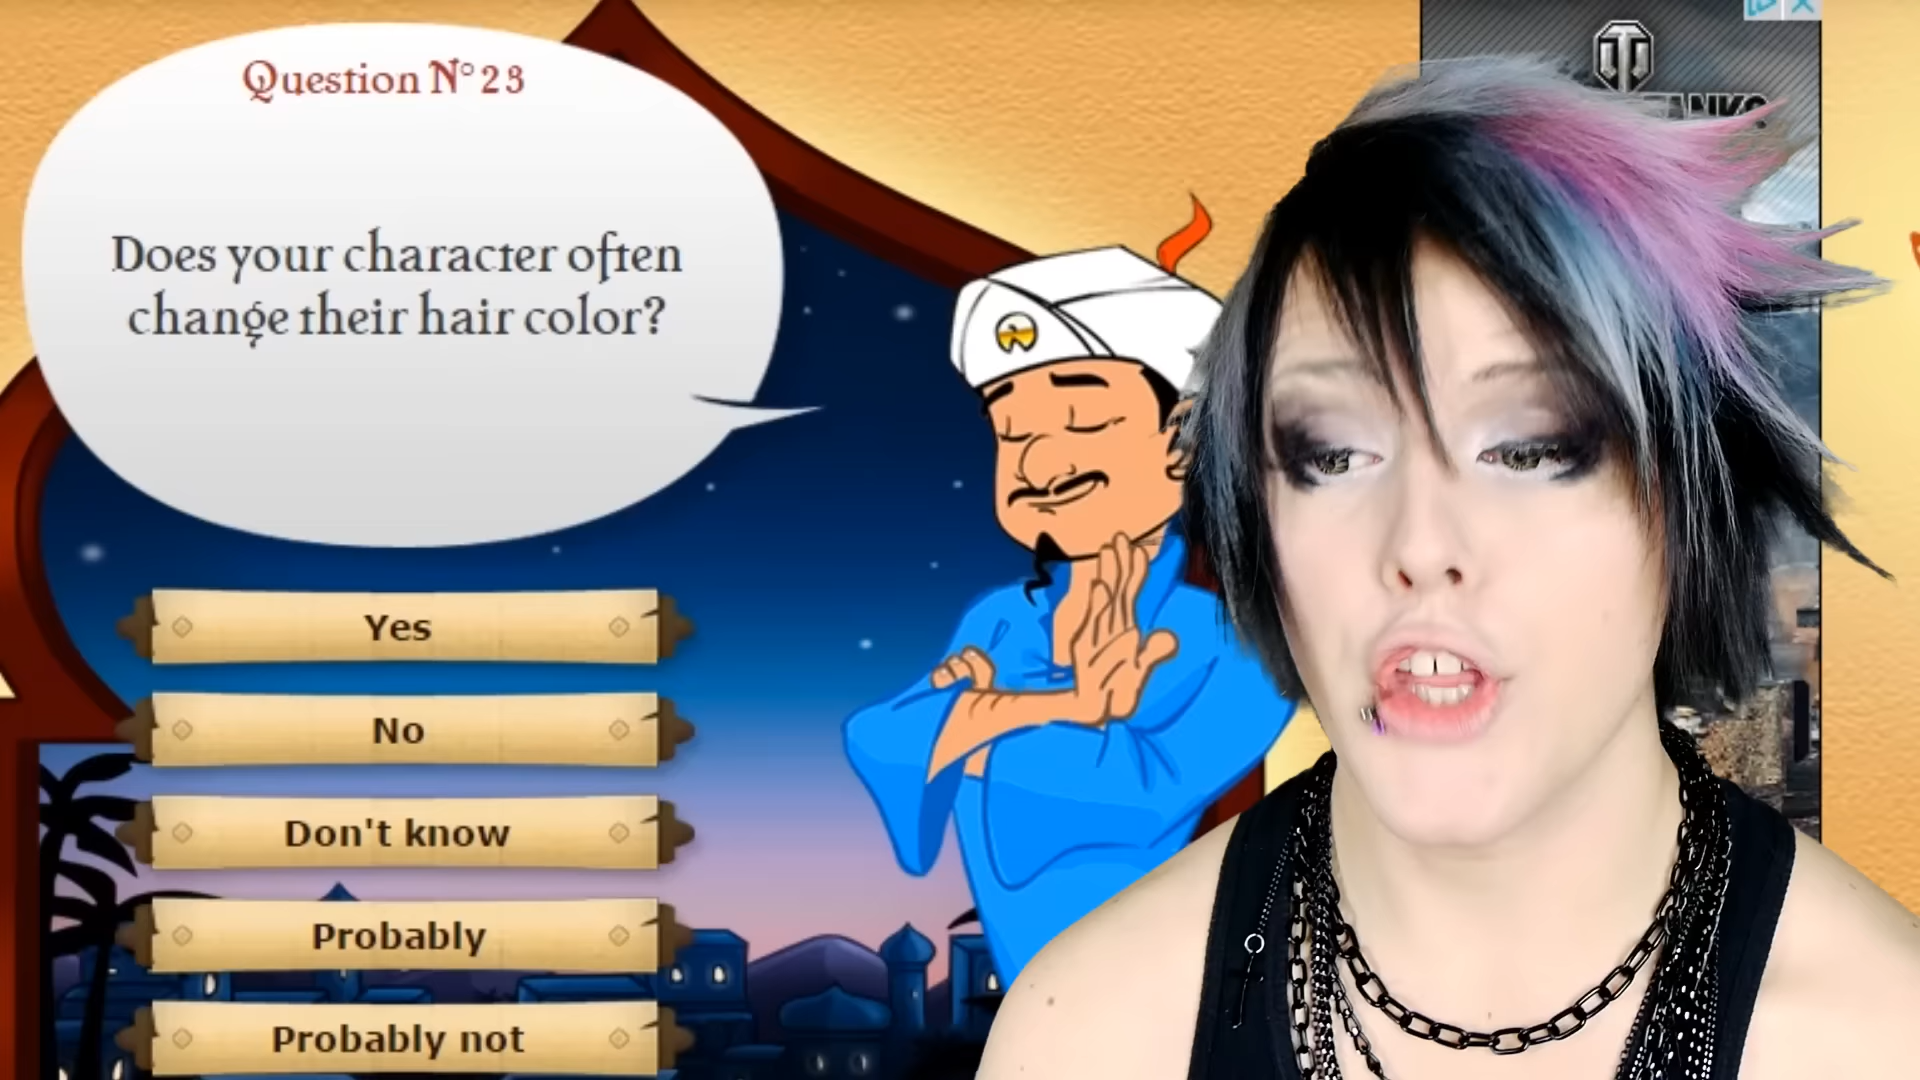 Question N° 23
Does your character often
change their hair color?
Yes
No
Don't know
Probably
Probably not